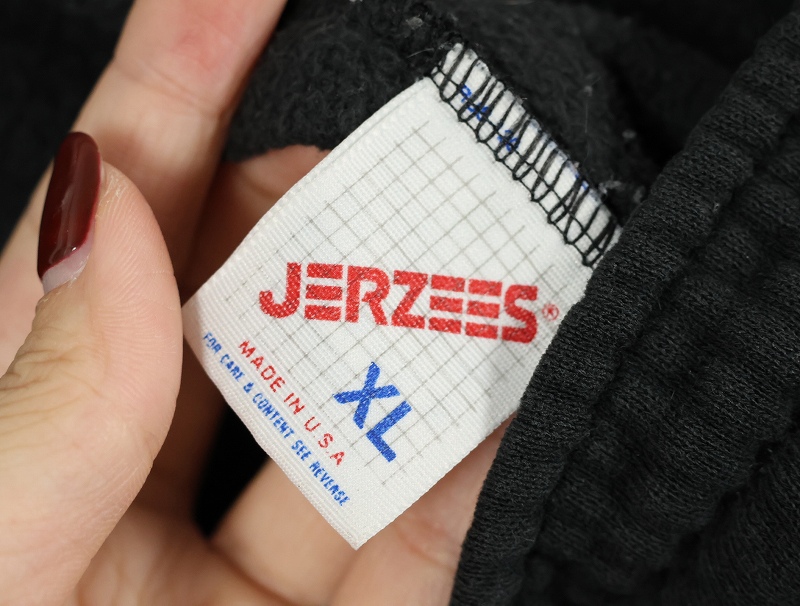 JERZEES®
XL
MADE IN U.S.A
FOR CARE & CONTENT SEE REVERSE